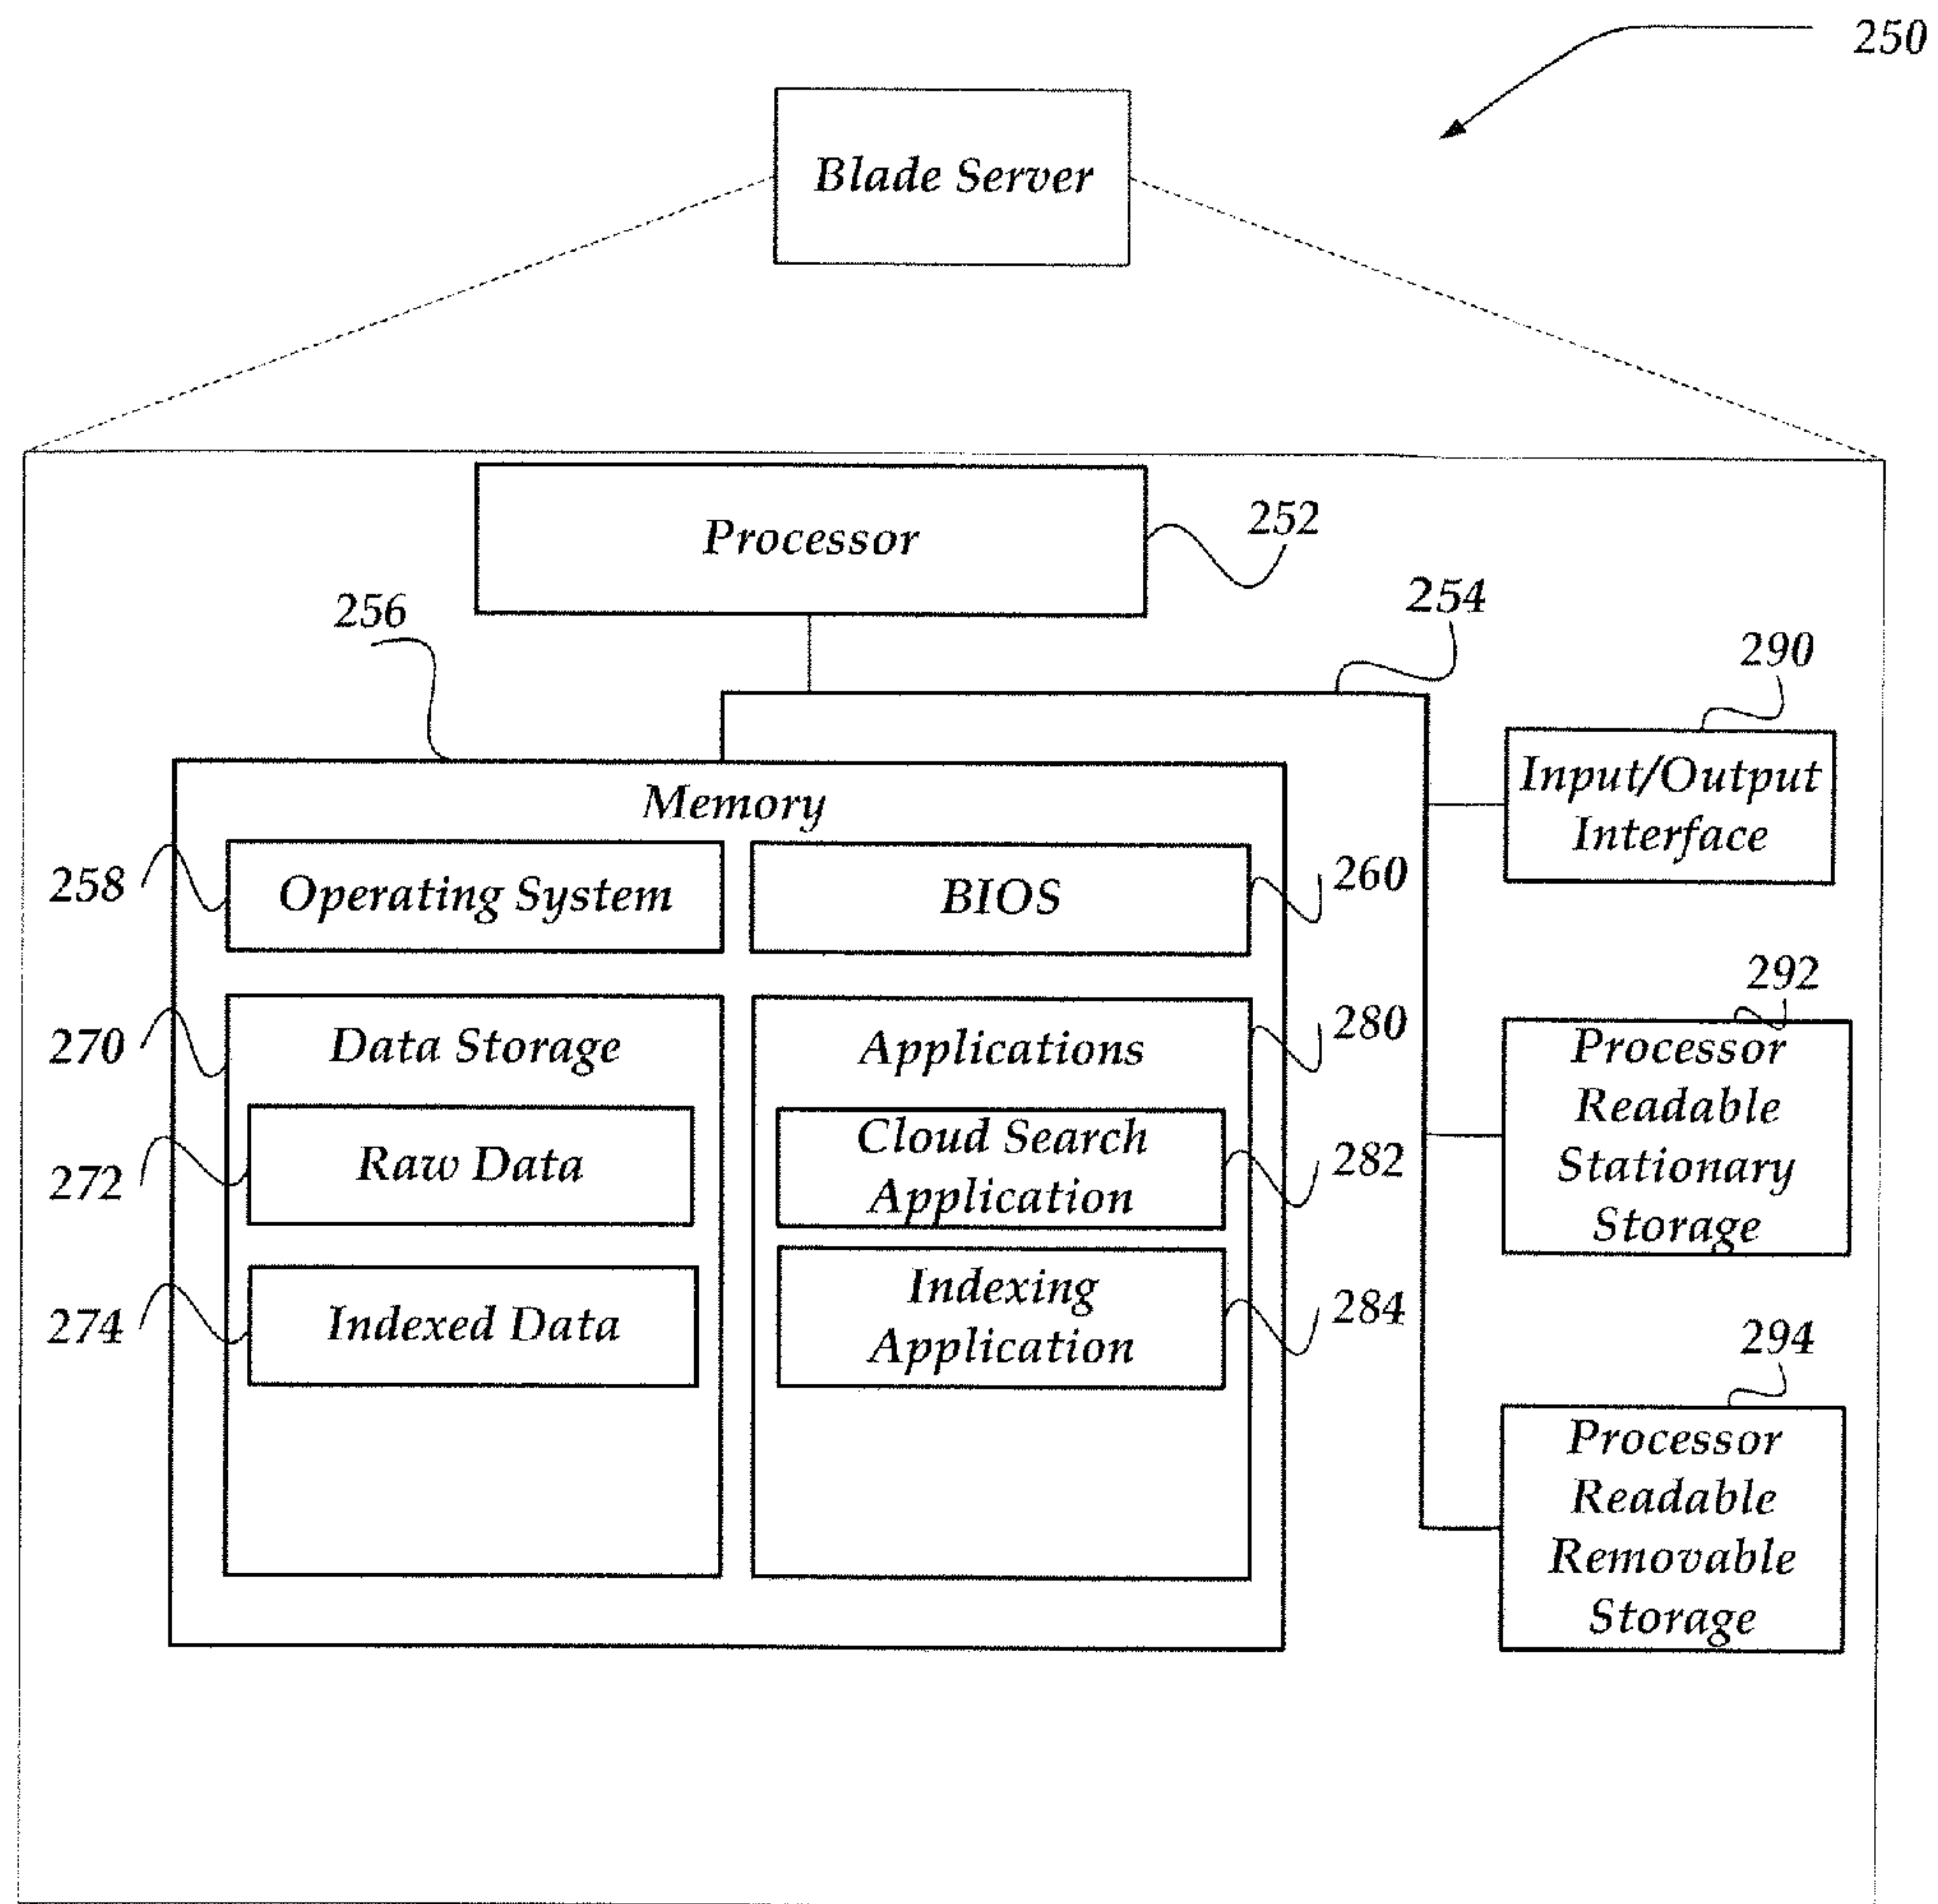 250
Blade Server
Processor
252
256
254
290
Input/Output
Interface
Memory
258
Operating System
BIOS
260
292
Processor
Readable
Stationary
Storage
270
Data Storage
Applications
280
272
Raw Data
Cloud Search
Application
282
274
Indexed Data
Indexing
Application
284
294
Processor
Readable
Removable
Storage